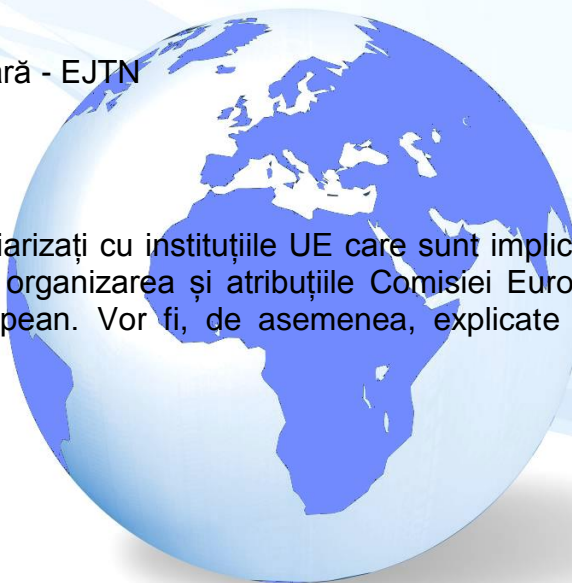 ară - EJTN
iarizați cu instituțiile UE care sunt implic
organizarea și atribuțiile Comisiei Euro
pean. Vor fi, de asemenea, explicate